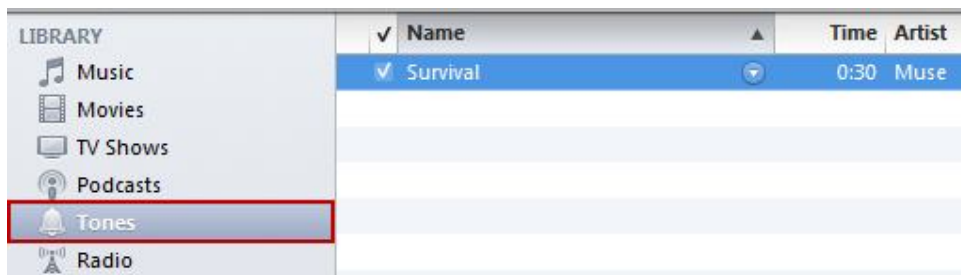 LIBRARY
Music
Movies
TV Shows
Podcasts
Tones
Radio
✓ Name ▲ Time Artist
✓ Survival 0:30 Muse